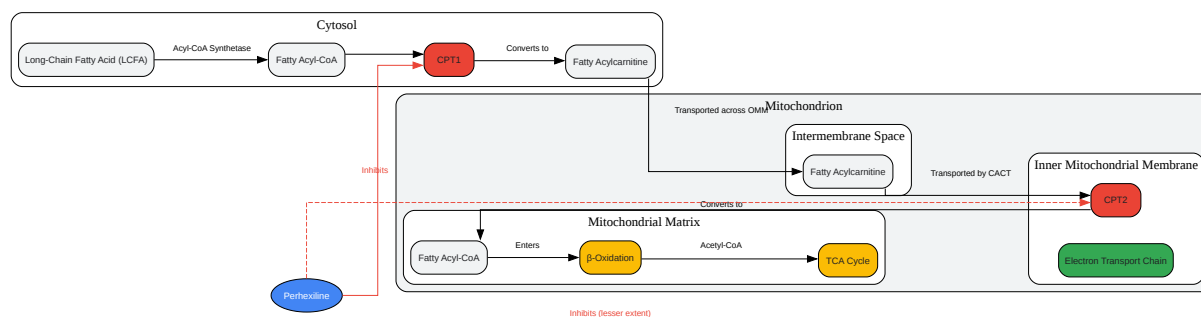 Cytosol
Long-Chain Fatty Acid (LCFA)
Acyl-CoA Synthetase
Fatty Acyl-CoA
CPT1
Converts to
Fatty Acylcarnitine
Transported across OMM
Mitochondrion
Intermembrane Space
Fatty Acylcarnitine
Transported by CACT
Inner Mitochondrial Membrane
CPT2
Inhibits
Converts to
Mitochondrial Matrix
Fatty Acyl-CoA
Enters
β-Oxidation
Acetyl-CoA
TCA Cycle
Electron Transport Chain
Perhexiline
Inhibits (lesser extent)